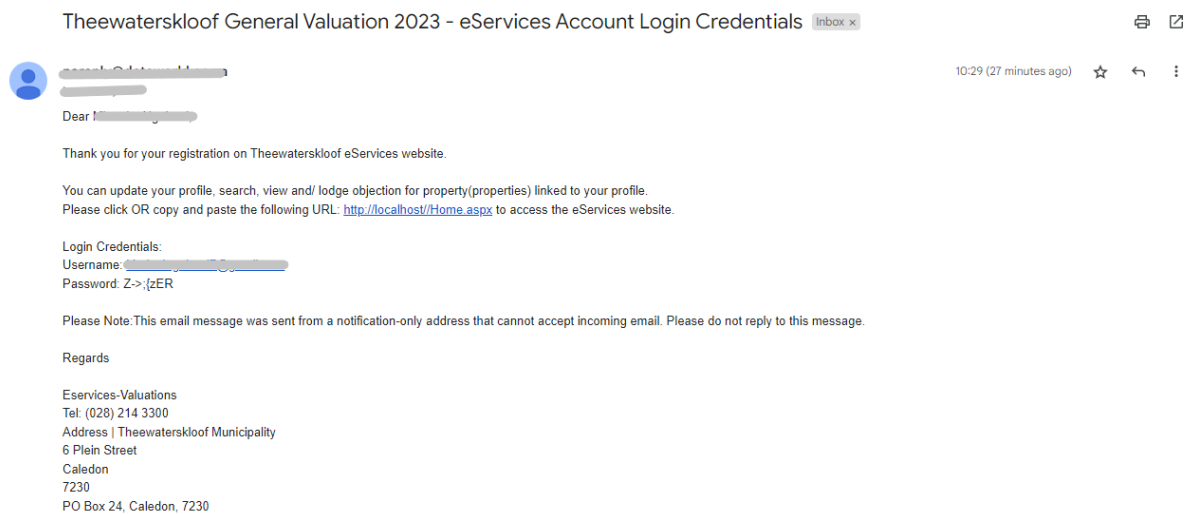 Theewaterskloof General Valuation 2023 - eServices Account Login Credentials Inbox ×
10:29 (27 minutes ago)
Dear
Thank you for your registration on Theewaterskloof eServices website.
You can update your profile, search, view and/ lodge objection for property(properties) linked to your profile.
Please click OR copy and paste the following URL: http://localhost//Home.aspx to access the eServices website.
Login Credentials:
Username:
Password: Z->;{zER
Please Note:This email message was sent from a notification-only address that cannot accept incoming email. Please do not reply to this message.
Regards
Eservices-Valuations
Tel: (028) 214 3300
Address | Theewaterskloof Municipality
6 Plein Street
Caledon
7230
PO Box 24, Caledon, 7230